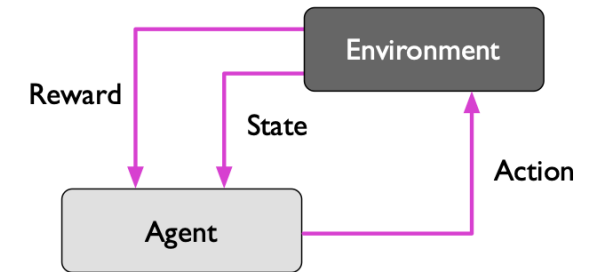 Environment
Reward
State
Action
Agent